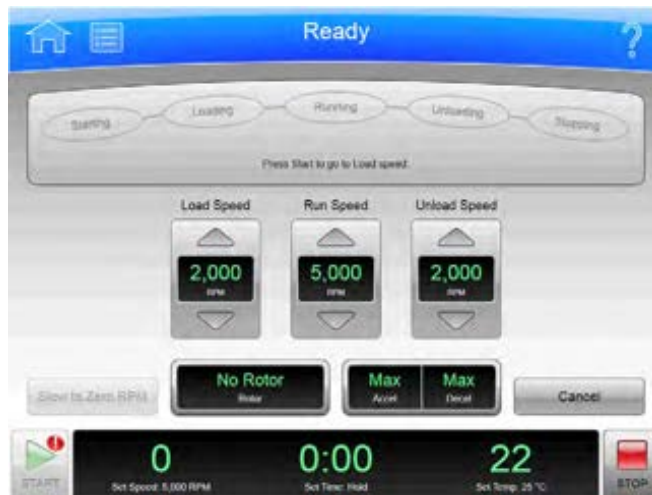 Ready
?
Starting
Loading
Running
Unloading
Stopping
Press Start to go to Load speed.
Load Speed
Run Speed
Unload Speed
2,000
5,000
2,000
RPM
RPM
RPM
Slow to Zero RPM
No Rotor
Rotor
Max
Max
Accel
Decel
Cancel
!
0
0:00
22
START
Set Speed: 5,000 RPM
Set Time: Hold
Set Temp: 25 °C
STOP